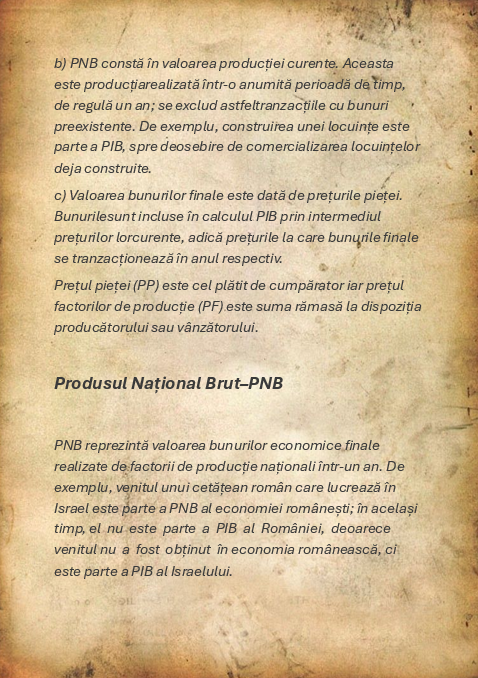 b) PNB constă în valoarea producției curente. Aceasta
este producțiarealizată într-o anumită perioadă de timp,
de regulă un an; se exclud astfeltranzacțiile cu bunuri
preexistente. De exemplu, construirea unei locuințe este
parte a PIB, spre deosebire de comercializarea locuințelor
deja construite.
c) Valoarea bunurilor finale este dată de prețurile pieței.
Bunurilesunt incluse în calculul PIB prin intermediul
prețurilor lorcurente, adică prețurile la care bunurile finale
se tranzacționează în anul respectiv.
Prețul pieței (PP) este cel plătit de cumpărator iar prețul
factorilor de producție (PF) este suma rămasă la dispoziția
producătorului sau vânzătorului.
Produsul Național Brut–PNB
PNB reprezintă valoarea bunurilor economice finale
realizate de factorii de producție naționali într-un an. De
exemplu, venitul unui cetățean român care lucrează în
Israel este parte a PNB al economiei românești; în același
timp, el nu este parte a PIB al României, deoarece
venitul nu a fost obținut în economia românească, ci
este parte a PIB al Israelului.